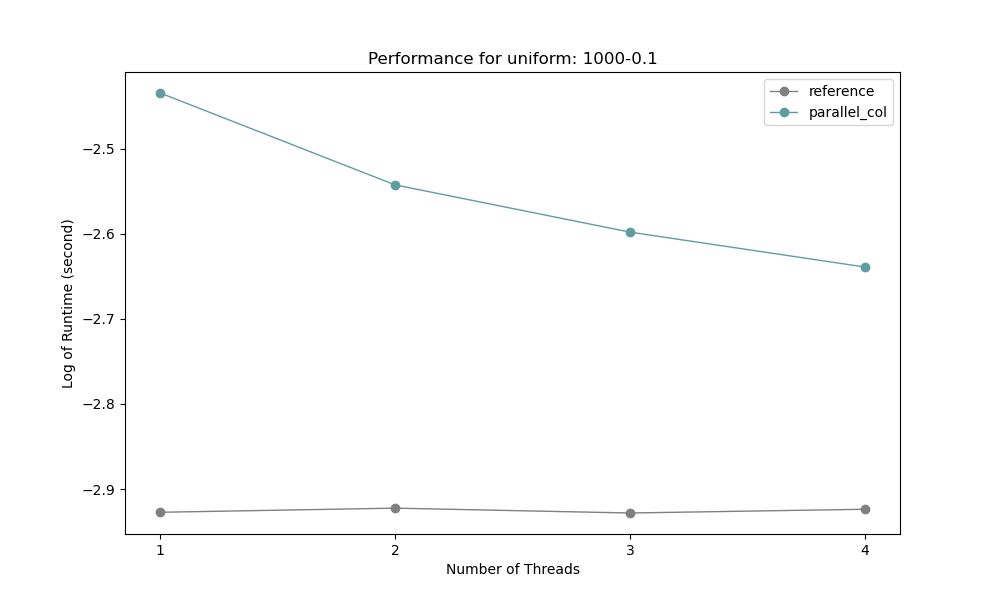 Performance for uniform: 1000-0.1
reference
parallel_col
−2.5
−2.6
−2.7
−2.8
−2.9
Log of Runtime (second)
1 2 3 4
Number of Threads